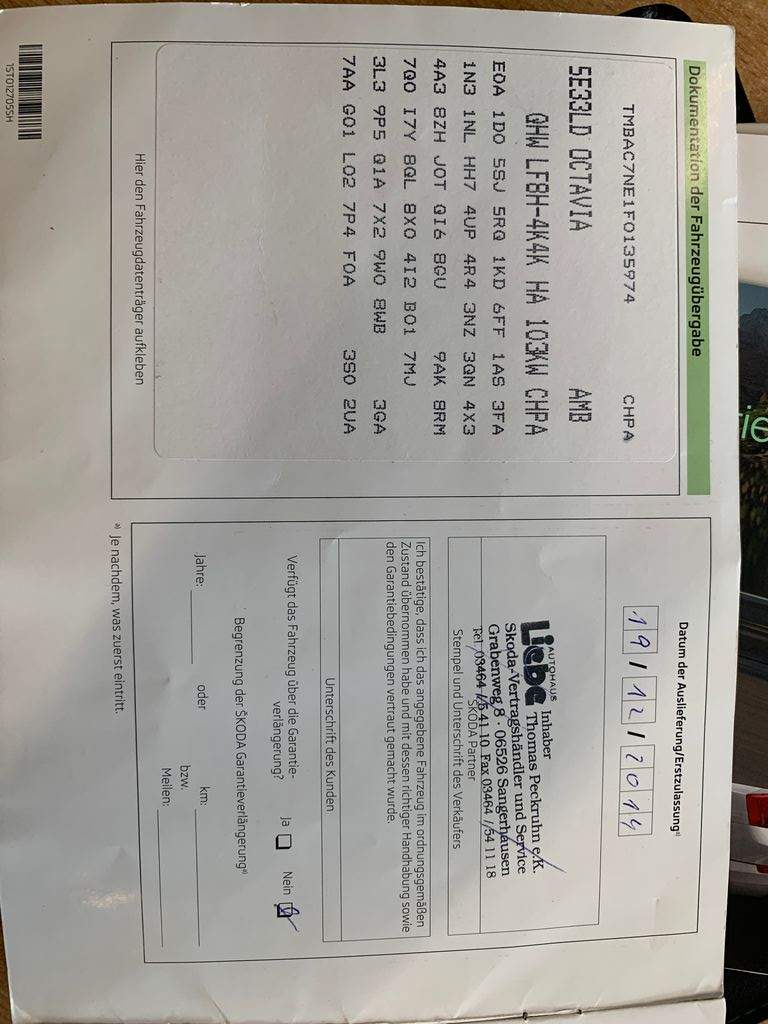 Dokumentation der Fahrzeugübergabe
TMBAC7NE1F0135974 CHPA
5E33LD OCTAVIA AMB
QHW LF8H-4K4K HA 103KW CHPA
E0A 1D0 5SJ 5RQ 1KD 6FF 1AS 3FA
1N3 1NL HH7 4UP 4R4 3NZ 3QN 4X3
4A3 8ZH J0T QI6 8GU 9AK 8RM
7Q0 I7Y 8QL 8X0 4I2 B01 7MJ
3L3 9P5 Q1A 7X2 9W0 8WB 3GA
7AA G01 L02 7P4 F0A 3S0 2UA
Hier den Fahrzeugdatenträger aufkleben
15T012705SH
Datum der Auslieferung/Erstzulassung a)
19 / 12 / 2014
AUTOHAUS
Liebe
Inhaber
Thomas Peckruhn e.K.
Skoda-Vertragshändler und Service
Grabenweg 8 · 06526 Sangerhausen
Tel. 03464 / 5 41 10 Fax 03464 / 54 11 18
ŠKODA Partner
Stempel und Unterschrift des Verkäufers
Ich bestätige, dass ich das angegebene Fahrzeug im ordnungsgemäßen
Zustand übernommen habe und mit dessen richtiger Handhabung sowie
den Garantiebedingungen vertraut gemacht wurde.
Unterschrift des Kunden
Verfügt das Fahrzeug über die Garantie-
verlängerung? Ja Nein
Begrenzung der ŠKODA Garantieverlängerung a)
Jahre: oder km:
bzw.
Meilen:
a) Je nachdem, was zuerst eintritt.